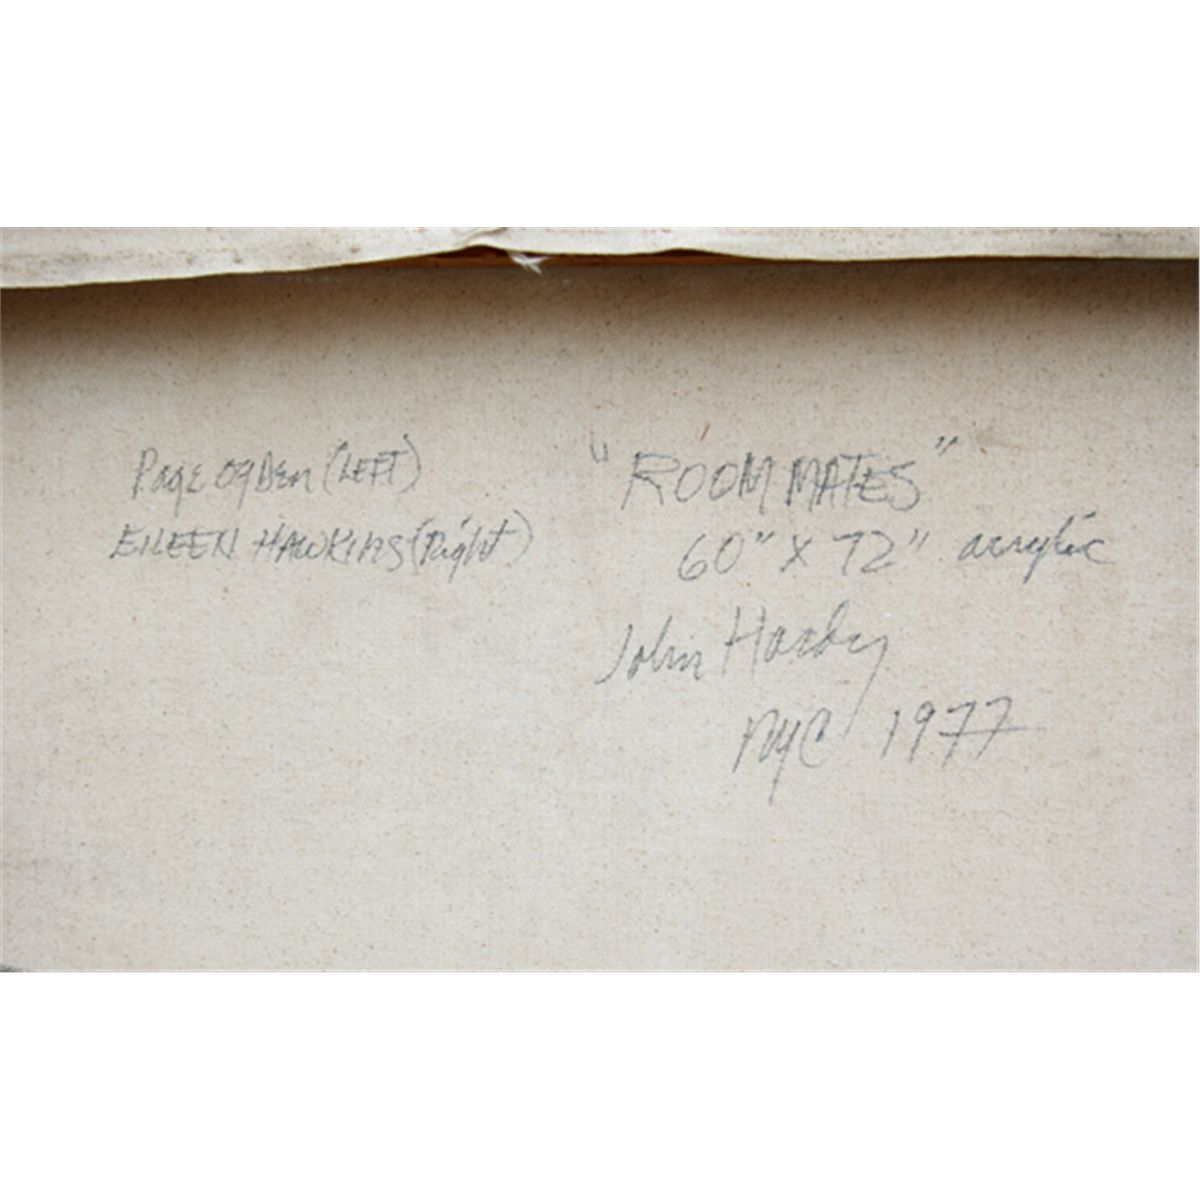 Page Ogden (LEFT)
EILEEN HAWKINS (Right)
"ROOM MATES"
60" X 72" acrylic
John Hardy
NYC 1977